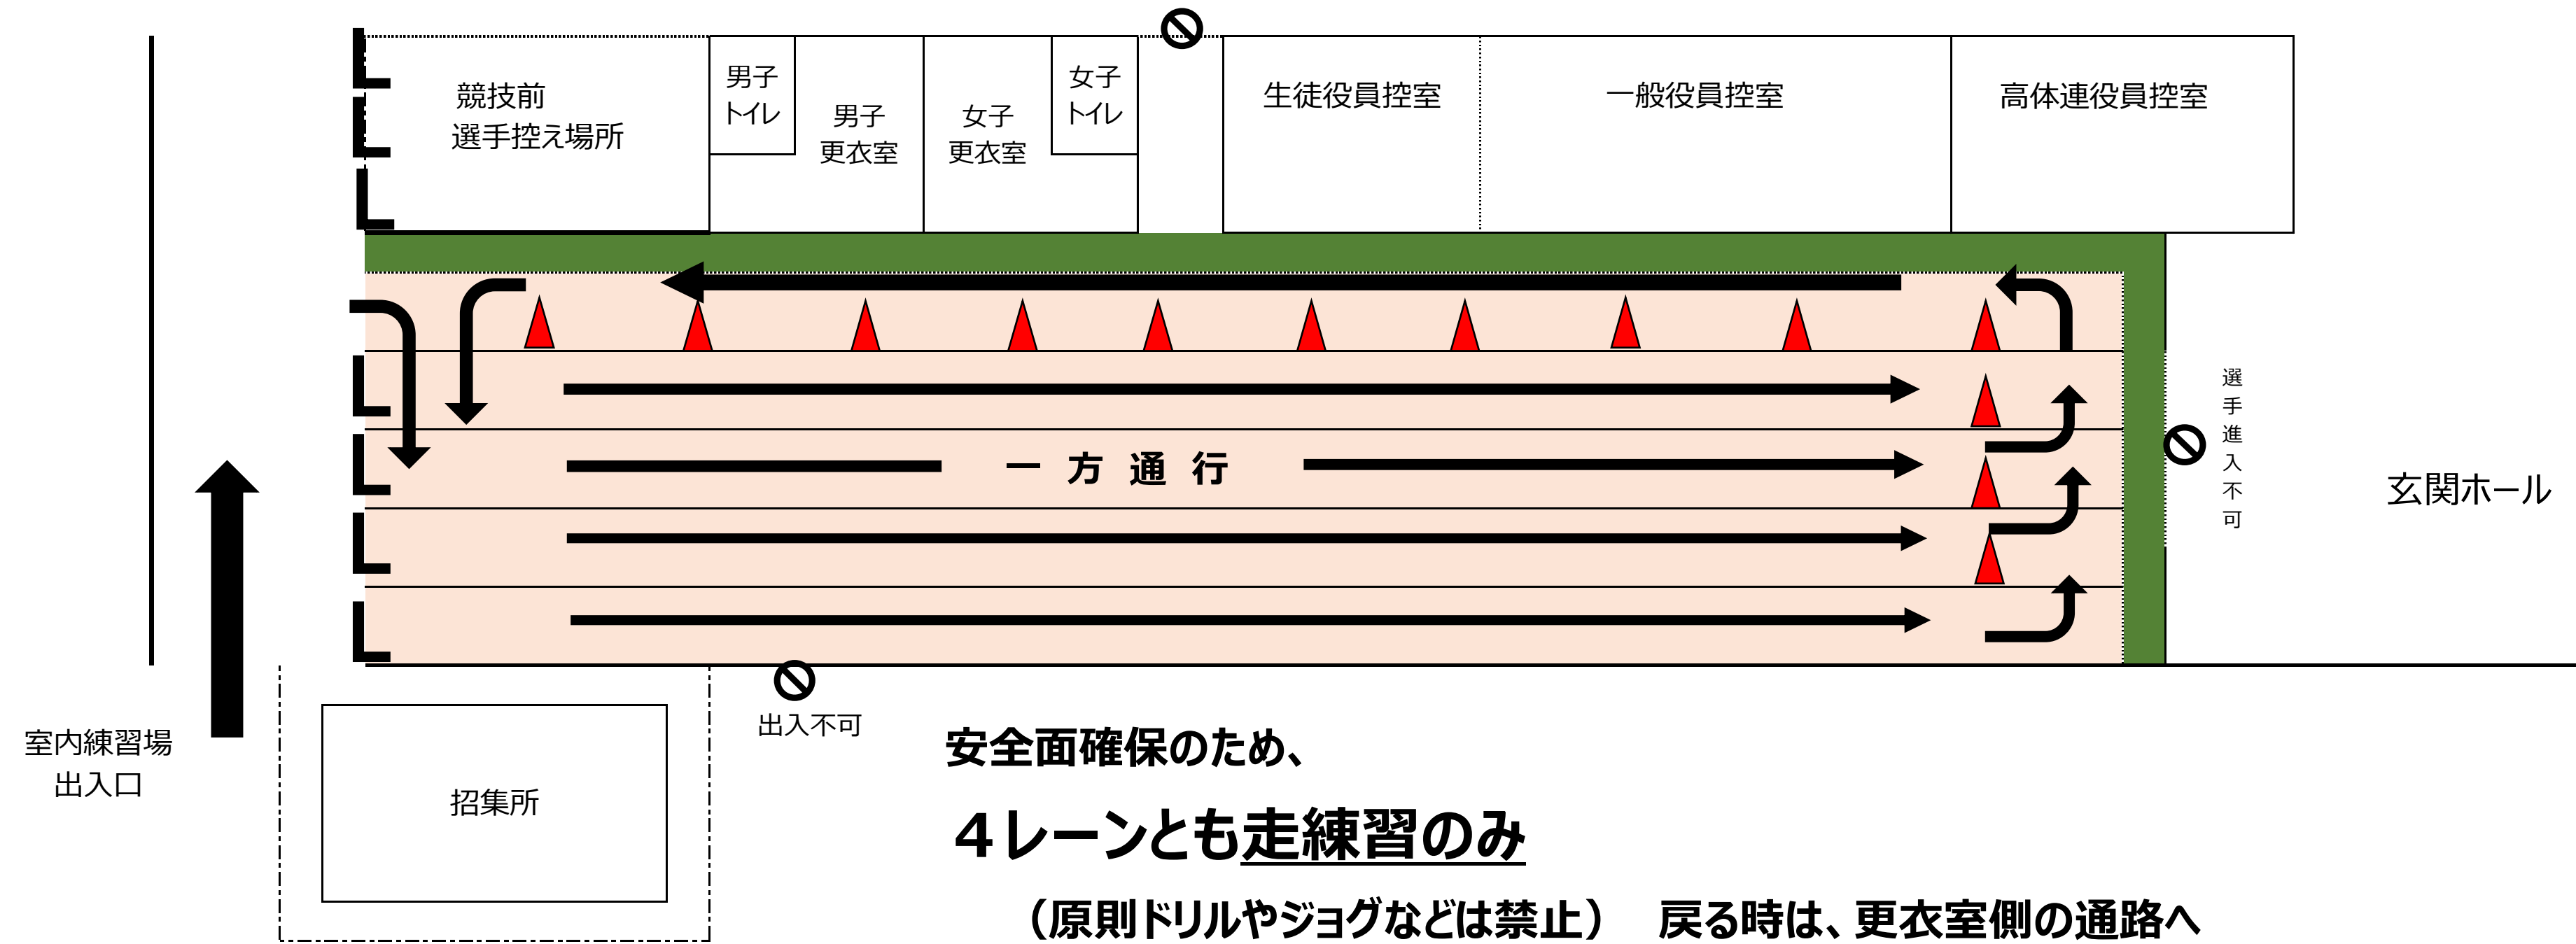 競技前
選手控え場所
男子
トイレ
男子
更衣室
女子
更衣室
女子
トイレ
生徒役員控室
一般役員控室
高体連役員控室
一方通行
選手進入不可
玄関ホール
室内練習場
出入口
招集所
出入不可
安全面確保のため、
４レーンとも走練習のみ
（原則ドリルやジョグなどは禁止）　戻る時は、更衣室側の通路へ